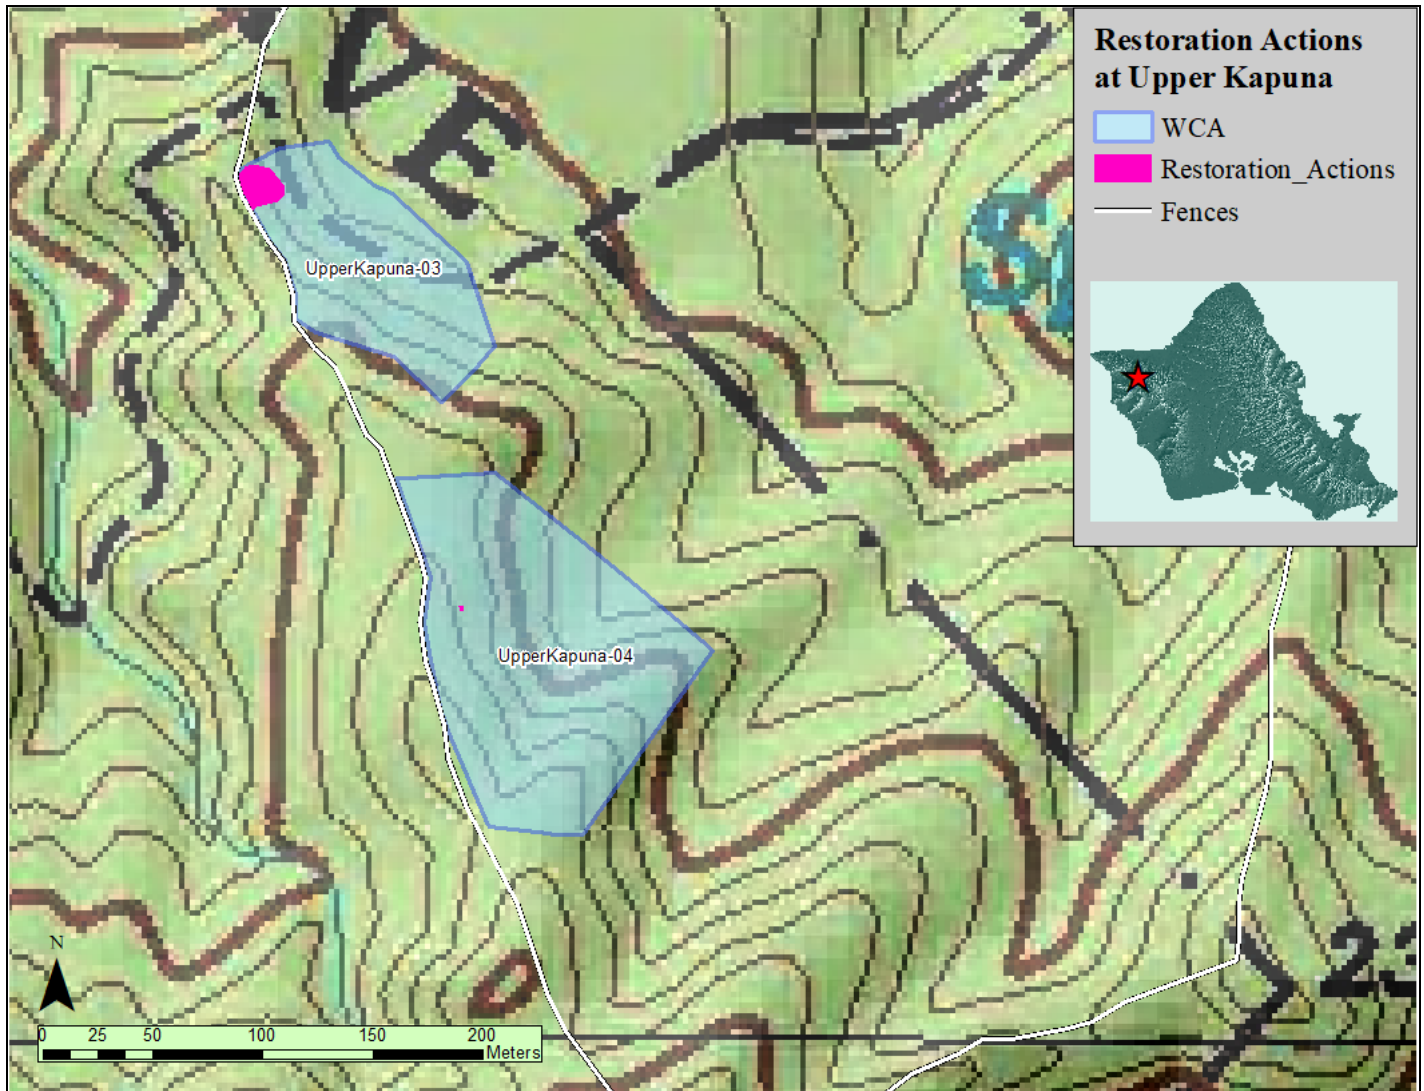 Restoration Actions
at Upper Kapuna
WCA
Restoration_Actions
Fences
VE
UpperKapuna-03
UpperKapuna-04
N
0 25 50 100 150 200
Meters